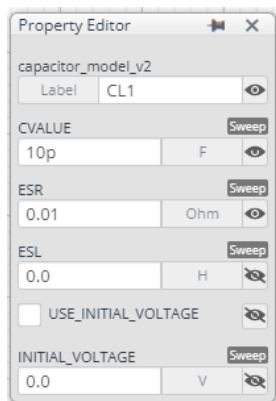 Property Editor
capacitor_model_v2
Label CL1
CVALUE Sweep
10p F
ESR Sweep
0.01 Ohm
ESL Sweep
0.0 H
USE_INITIAL_VOLTAGE
INITIAL_VOLTAGE Sweep
0.0 V